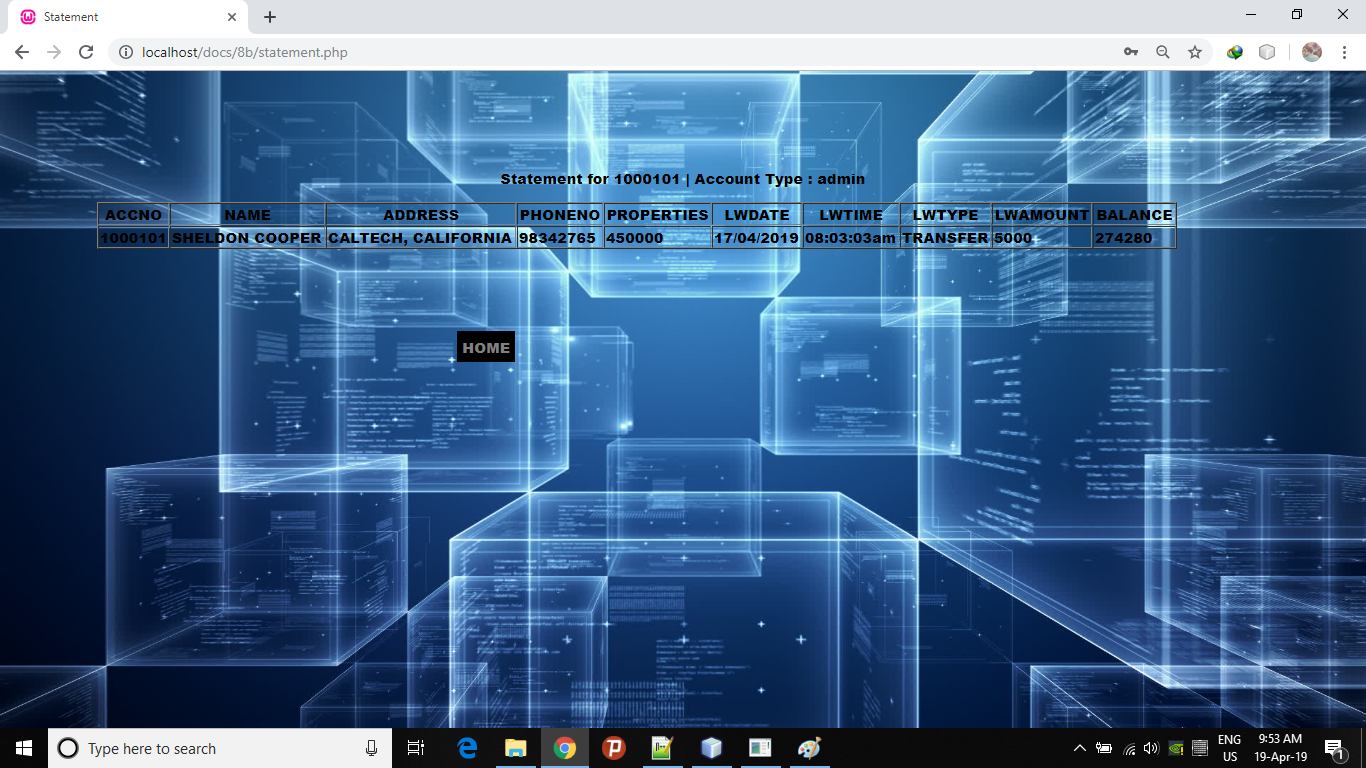 Statement
localhost/docs/8b/statement.php
Statement for 1000101 | Account Type : admin
ACCNO NAME ADDRESS PHONENO PROPERTIES LWDATE LWTIME LWTYPE LWAMOUNT BALANCE
1000101 SHELDON COOPER CALTECH, CALIFORNIA 98342765 450000 17/04/2019 08:03:03am TRANSFER 5000 274280
HOME
Type here to search
ENG
US
9:53 AM
19-Apr-19
1